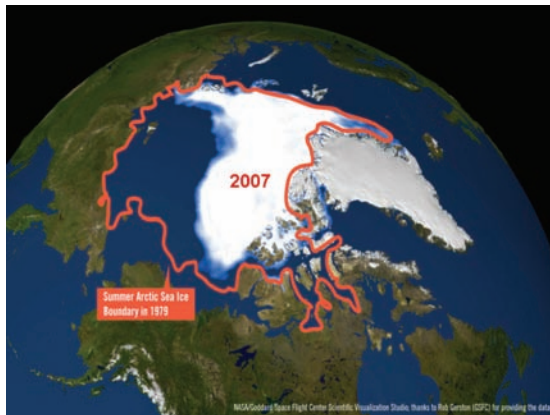 2007
Summer Arctic Sea Ice
Boundary in 1979
NASA/Goddard Space Flight Center Scientific Visualization Studio, thanks to Rob Gerston (GSFC) for providing the data